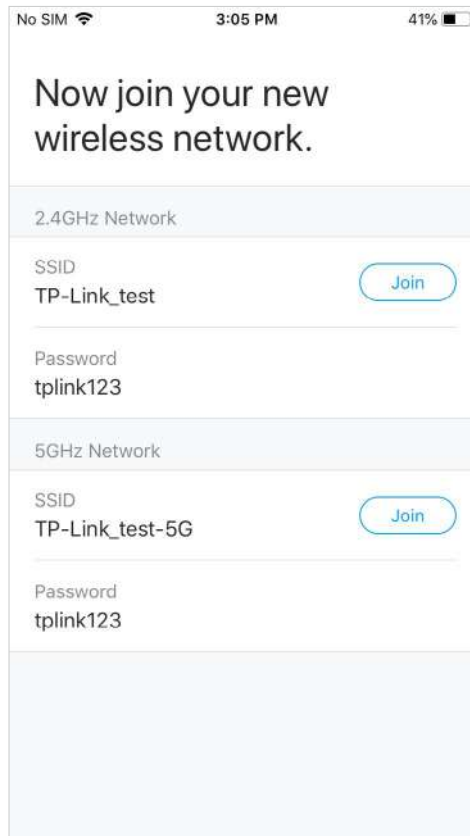 No SIM 3:05 PM 41%
Now join your new
wireless network.
2.4GHz Network
SSID
TP-Link_test
Join
Password
tplink123
5GHz Network
SSID
TP-Link_test-5G
Join
Password
tplink123